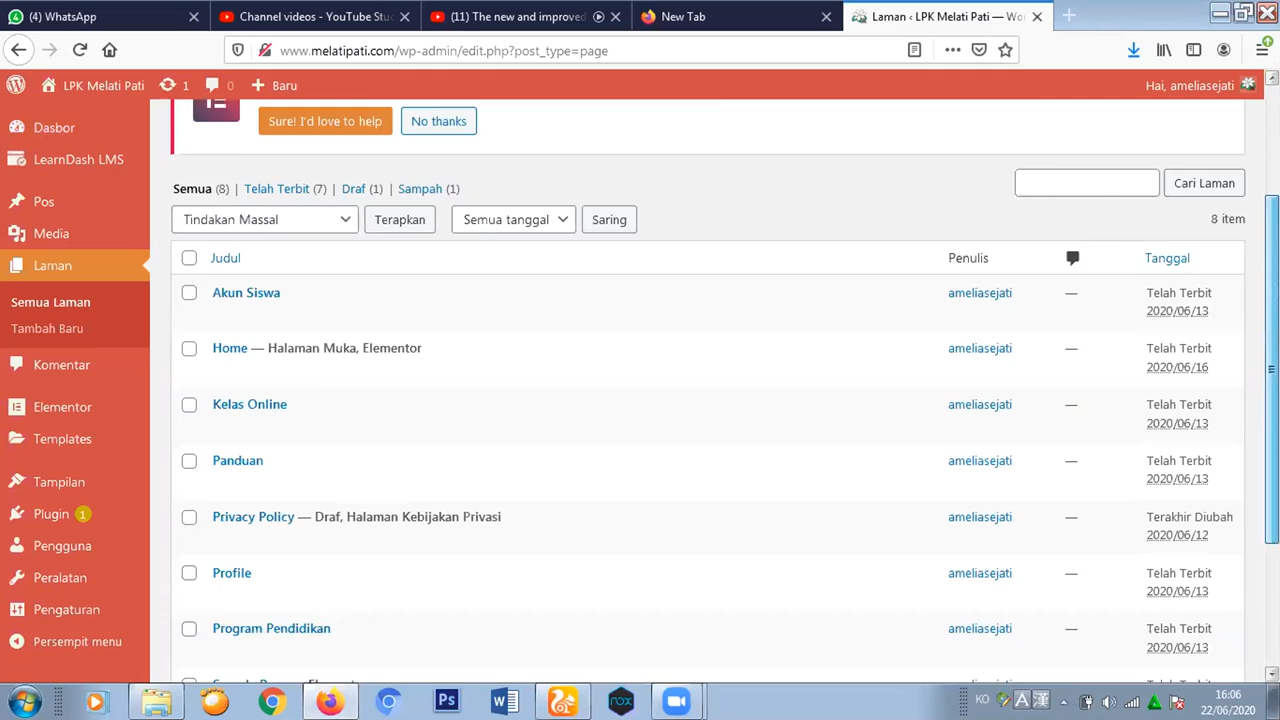 (4) WhatsApp
Channel videos - YouTube Stu
(11) The new and improved
New Tab
Laman ‹ LPK Melati Pati — Wo
www.melatipati.com/wp-admin/edit.php?post_type=page
LPK Melati Pati
1
0
Baru
Hai, ameliasejati
Dasbor
LearnDash LMS
Pos
Media
Laman
Semua Laman
Tambah Baru
Komentar
Elementor
Templates
Tampilan
Plugin 1
Pengguna
Peralatan
Pengaturan
Persempit menu
Sure! I'd love to help
No thanks
Semua (8) | Telah Terbit (7) | Draf (1) | Sampah (1)
Cari Laman
Tindakan Massal
Terapkan
Semua tanggal
Saring
8 item
Judul
Penulis
Tanggal
Akun Siswa
ameliasejati
—
Telah Terbit
2020/06/13
Home — Halaman Muka, Elementor
ameliasejati
—
Telah Terbit
2020/06/16
Kelas Online
ameliasejati
—
Telah Terbit
2020/06/13
Panduan
ameliasejati
—
Telah Terbit
2020/06/13
Privacy Policy — Draf, Halaman Kebijakan Privasi
ameliasejati
—
Terakhir Diubah
2020/06/12
Profile
ameliasejati
—
Telah Terbit
2020/06/13
Program Pendidikan
ameliasejati
—
Telah Terbit
2020/06/13
Ps
W
KO
A 漢
16:06
22/06/2020